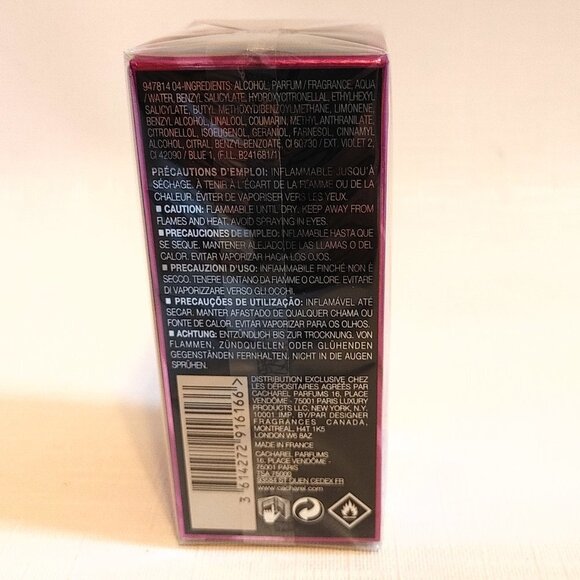 947814 04-INGREDIENTS: ALCOHOL, PARFUM / FRAGRANCE, AQUA
/ WATER, BENZYL SALICYLATE, HYDROXYCITRONELLAL, ETHYLHEXYL
SALICYLATE, BUTYL METHOXYDIBENZOYLMETHANE, LIMONENE,
BENZYL ALCOHOL, LINALOOL, COUMARIN, METHYL ANTHRANILATE,
CITRONELLOL, ISOEUGENOL, GERANIOL, FARNESOL, CINNAMYL
ALCOHOL, CITRAL, BENZYL BENZOATE, CI 60730 / EXT. VIOLET 2,
CI 42090 / BLUE 1, (F.I.L. B241681/1)
PRÉCAUTIONS D'EMPLOI: INFLAMMABLE JUSQU'À
SÉCHAGE. À TENIR À L'ÉCART DE LA FLAMME OU DE LA
CHALEUR. ÉVITER DE VAPORISER VERS LES YEUX.
■ CAUTION: FLAMMABLE UNTIL DRY, KEEP AWAY FROM
FLAMES AND HEAT, AVOID SPRAYING IN EYES.
■ PRECAUCIONES DE EMPLEO: INFLAMABLE HASTA QUE
SE SEQUE. MANTENER ALEJADO DE LAS LLAMAS O DEL
CALOR. EVITAR VAPORIZAR HACIA LOS OJOS.
■ PRECAUZIONI D'USO: INFIAMMABILE FINCHÉ NON È
SECCO. TENERE LONTANO DA FIAMME O CALORE. EVITARE
DI VAPORIZZARE VERSO GLI OCCHI.
■ PRECAUÇÕES DE UTILIZAÇÃO: INFLAMÁVEL ATÉ
SECAR. MANTER AFASTADO DE QUALQUER CHAMA OU
FONTE DE CALOR. EVITAR VAPORIZAR PARA OS OLHOS.
■ ACHTUNG: ENTZÜNDLICH BIS ZUR TROCKNUNG. VON
FLAMMEN, ZÜNDQUELLEN ODER GLÜHENDEN
GEGENSTÄNDEN FERNHALTEN. NICHT IN DIE AUGEN
SPRÜHEN.
3 614272 916166>
DISTRIBUTION EXCLUSIVE CHEZ
LES DÉPOSITAIRES AGRÉÉS PAR
CACHAREL PARFUMS 16, PLACE
VENDÔME - 75001 PARIS LUXURY
PRODUCTS LLC, NEW YORK, N.Y.
10001 IMP. BY/PAR DESIGNER
FRAGRANCES CANADA,
MONTREAL, H4T 1K5
LONDON W6 8AZ
MADE IN FRANCE
CACHAREL PARFUMS
16, PLACE VENDÔME -
75001 PARIS
TSA 75000
93584 ST OUEN CEDEX FR
www.cacharel.com